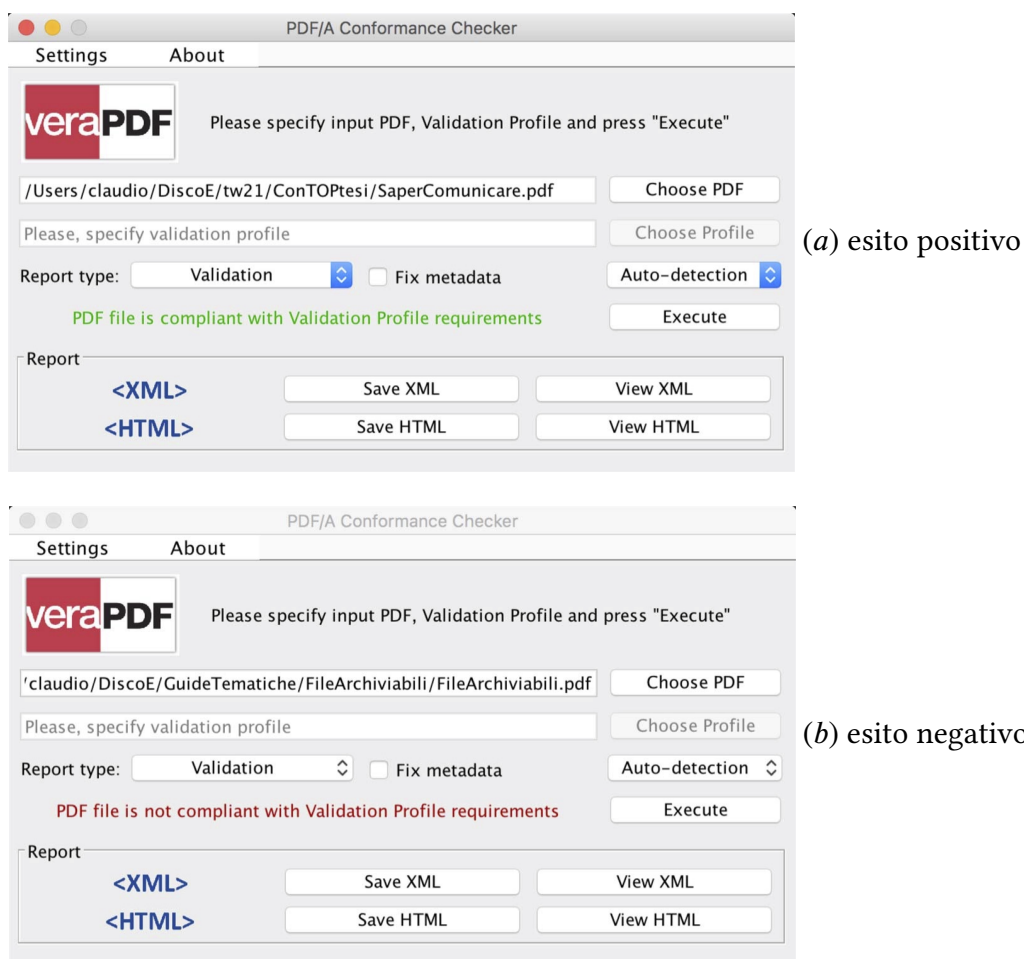 PDF/A Conformance Checker
Settings About
veraPDF Please specify input PDF, Validation Profile and press "Execute"
/Users/claudio/DiscoE/tw21/ConTOPtesi/SaperComunicare.pdf Choose PDF
Please, specify validation profile Choose Profile
(a) esito positivo
Report type: Validation Fix metadata Auto-detection
PDF file is compliant with Validation Profile requirements Execute
Report
<XML> Save XML View XML
<HTML> Save HTML View HTML
PDF/A Conformance Checker
Settings About
veraPDF Please specify input PDF, Validation Profile and press "Execute"
/claudio/DiscoE/GuideTematiche/FileArchiviabili/FileArchiviabili.pdf Choose PDF
Please, specify validation profile Choose Profile
(b) esito negativo
Report type: Validation Fix metadata Auto-detection
PDF file is not compliant with Validation Profile requirements Execute
Report
<XML> Save XML View XML
<HTML> Save HTML View HTML